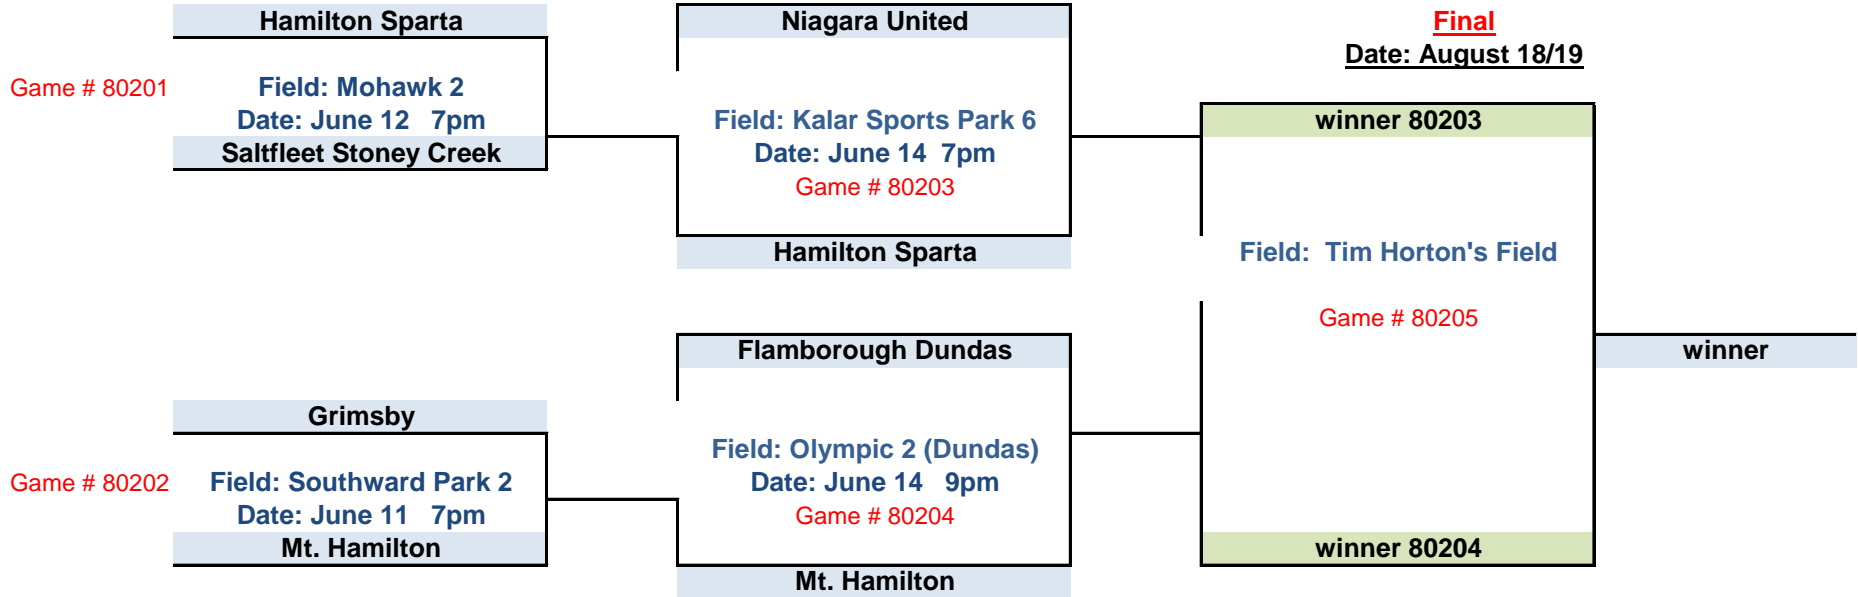 Hamilton Sparta
Game # 80201
Field: Mohawk 2
Date: June 12 7pm
Saltfleet Stoney Creek
Grimsby
Game # 80202
Field: Southward Park 2
Date: June 11 7pm
Mt. Hamilton
Niagara United
Field: Kalar Sports Park 6
Date: June 14 7pm
Game # 80203
Hamilton Sparta
Flamborough Dundas
Field: Olympic 2 (Dundas)
Date: June 14 9pm
Game # 80204
Mt. Hamilton
Final
Date: August 18/19
winner 80203
Field: Tim Horton's Field
Game # 80205
winner 80204
winner